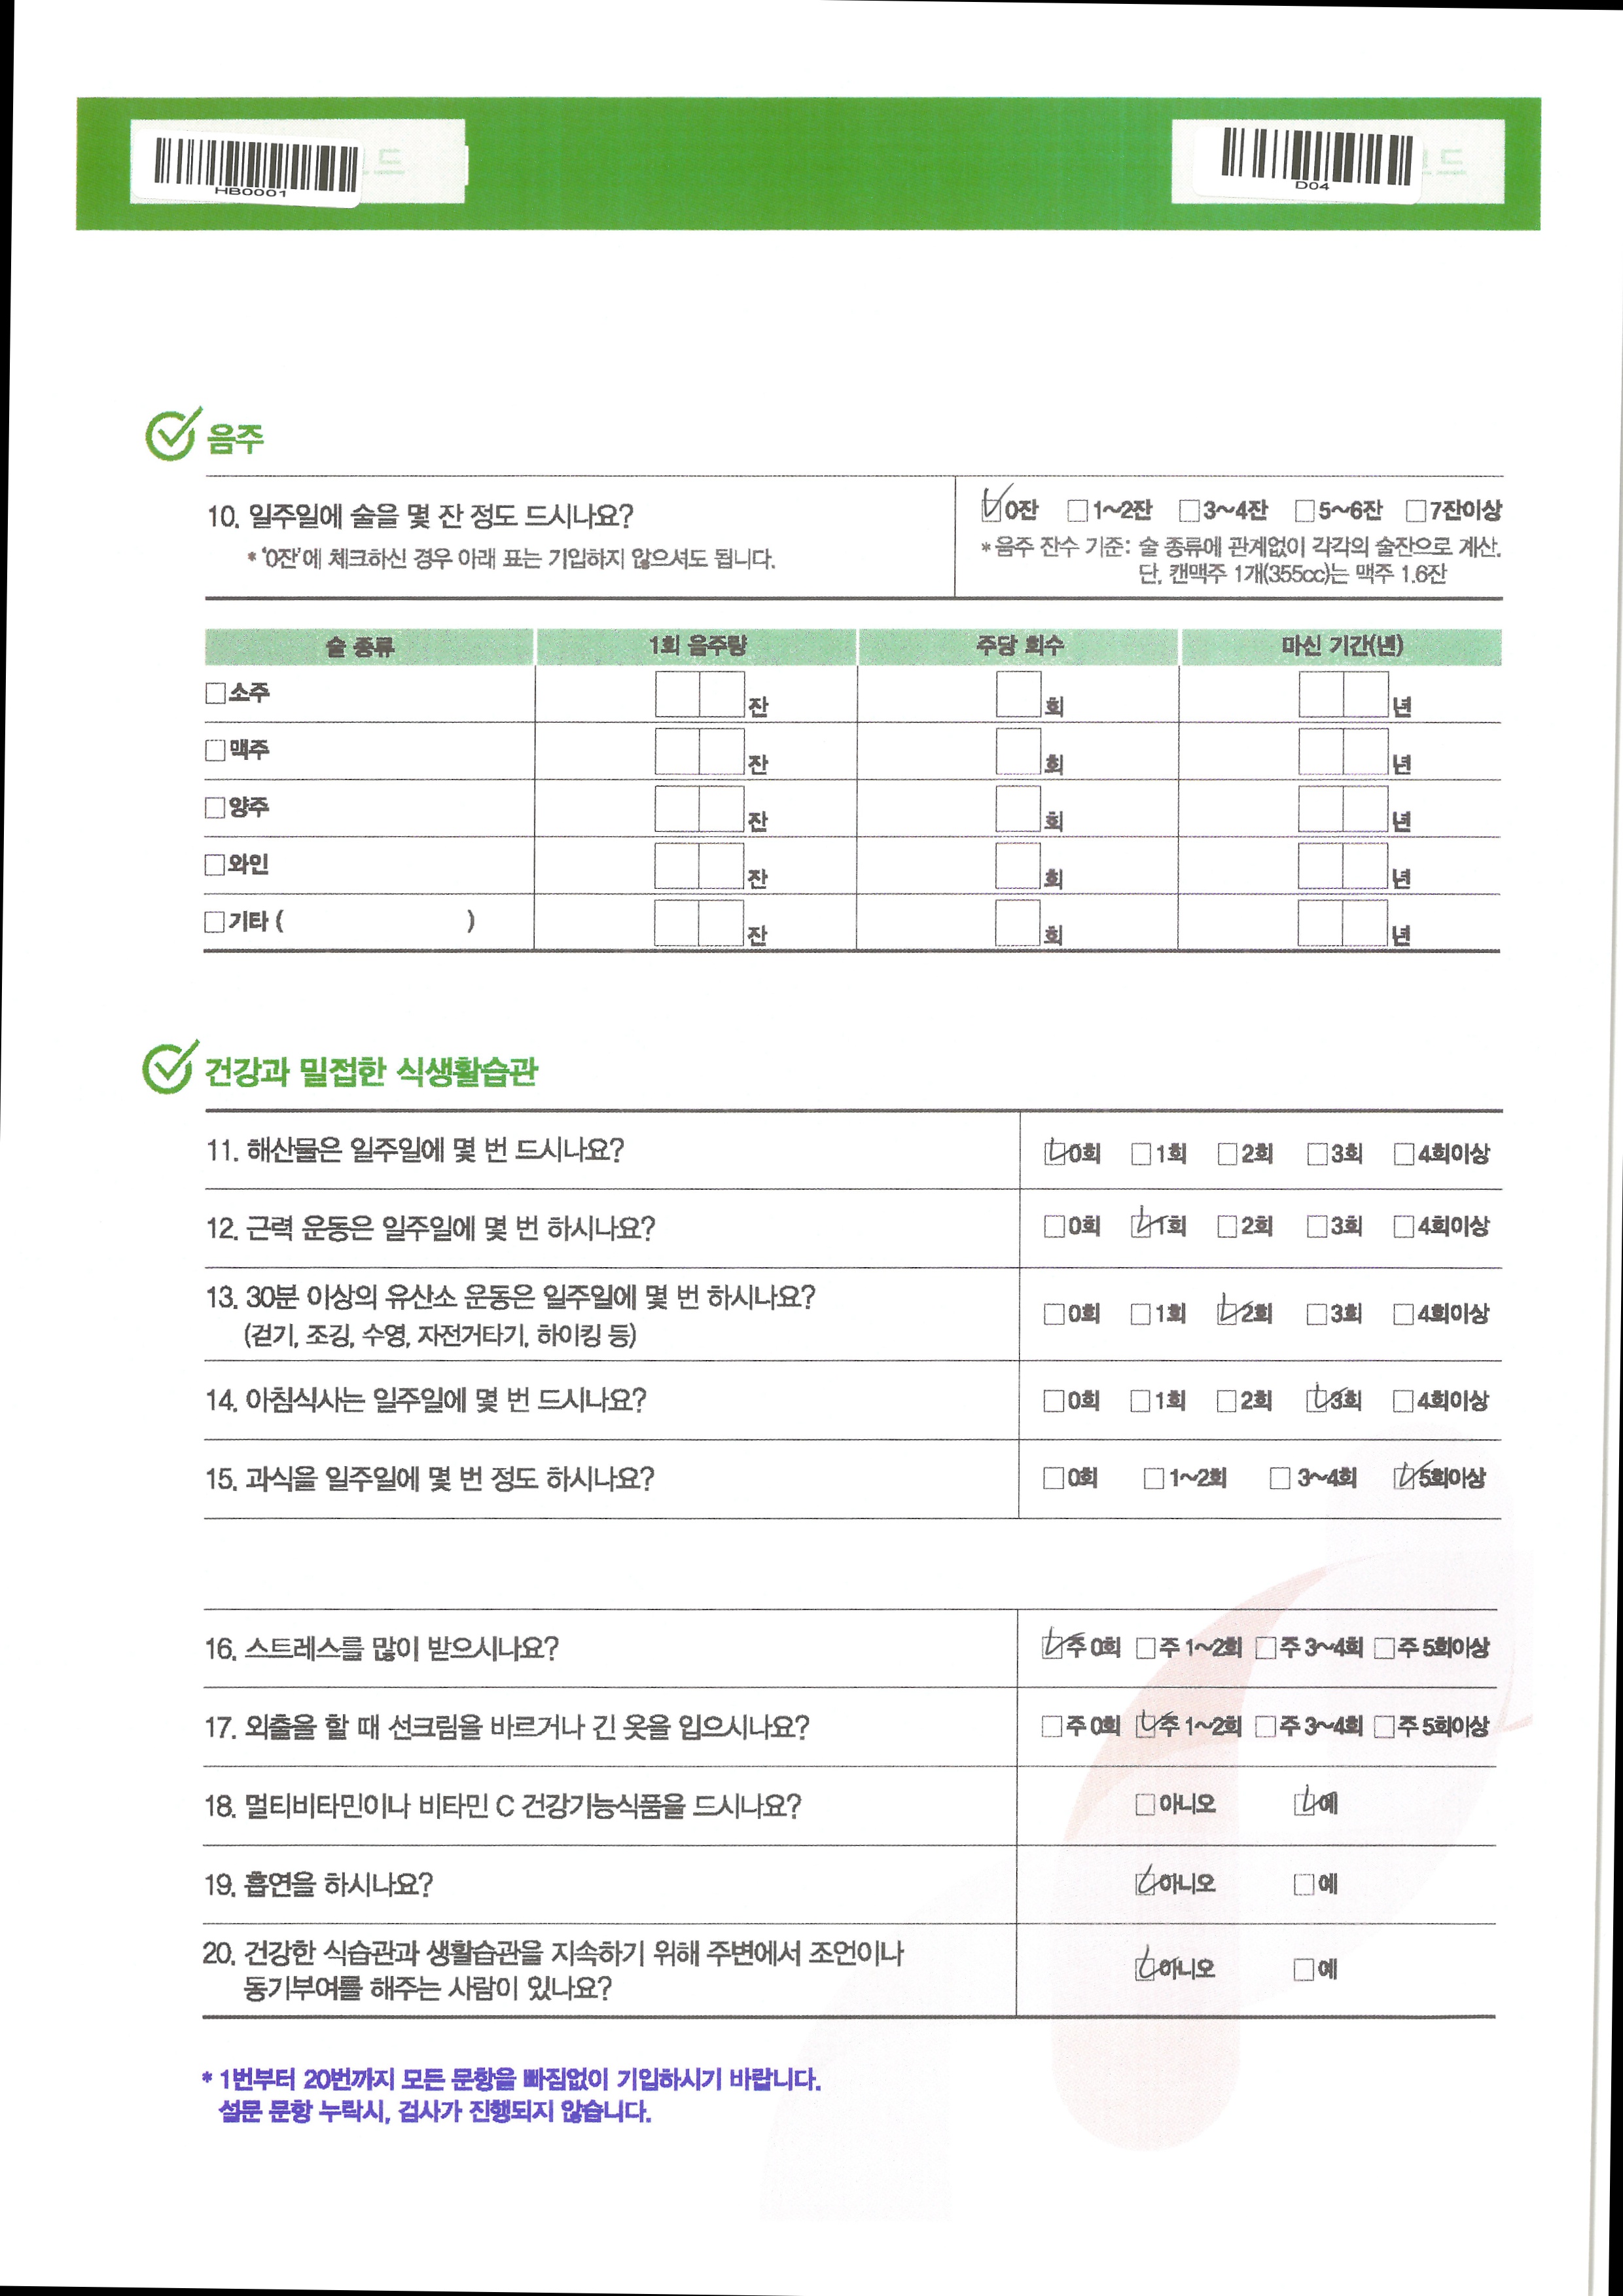 HB0001
D04
음주
10. 일주일에 술을 몇 잔 정도 드시나요?
☑0잔 □1~2잔 □3~4잔 □5~6잔 □7잔이상
* '0잔'에 체크하신 경우 아래 표는 기입하지 않으셔도 됩니다.
* 음주 잔수 기준: 술 종류에 관계없이 각각의 술잔으로 계산.
단, 캔맥주 1개(355cc)는 맥주 1.6잔
술 종류 1회 음주량 주당 회수 마신 기간(년)
□소주 잔 회 년
□맥주 잔 회 년
□양주 잔 회 년
□와인 잔 회 년
□기타 ( ) 잔 회 년
건강과 밀접한 식생활습관
11. 해산물은 일주일에 몇 번 드시나요? ☑0회 □1회 □2회 □3회 □4회이상
12. 근력 운동은 일주일에 몇 번 하시나요? □0회 ☑1회 □2회 □3회 □4회이상
13. 30분 이상의 유산소 운동은 일주일에 몇 번 하시나요?
(걷기, 조깅, 수영, 자전거타기, 하이킹 등)
□0회 □1회 ☑2회 □3회 □4회이상
14. 아침식사는 일주일에 몇 번 드시나요? □0회 □1회 □2회 ☑3회 □4회이상
15. 과식을 일주일에 몇 번 정도 하시나요? □0회 □1~2회 □3~4회 ☑5회이상
16. 스트레스를 많이 받으시나요? ☑주 0회 □주 1~2회 □주 3~4회 □주 5회이상
17. 외출을 할 때 선크림을 바르거나 긴 옷을 입으시나요? □주 0회 ☑주 1~2회 □주 3~4회 □주 5회이상
18. 멀티비타민이나 비타민 C 건강기능식품을 드시나요? □아니오 ☑예
19. 흡연을 하시나요? ☑아니오 □예
20. 건강한 식습관과 생활습관을 지속하기 위해 주변에서 조언이나
동기부여를 해주는 사람이 있나요?
☑아니오 □예
* 1번부터 20번까지 모든 문항을 빠짐없이 기입하시기 바랍니다.
설문 문항 누락시, 검사가 진행되지 않습니다.